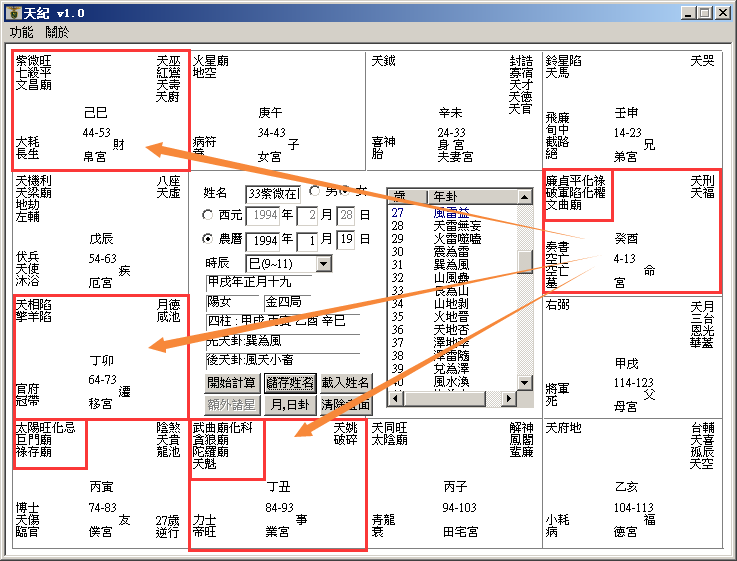 天紀 v1.0
功能 關於
紫微旺 天巫
七殺平 紅鸞
文昌廟 天壽
天廚
己巳
44-53
大耗 財
長生 帛宮
火星廟
地空
庚午
34-43
病符 子
女宮
天鉞 封誥
寡宿
天才
天德
天官
辛未
24-33
喜神 身宮
胎 夫妻宮
鈴星陷 天哭
天馬
壬申
飛廉 14-23
旬中 兄
截路
絕 弟宮
天機利 八座
天梁廟 天虛
地劫
左輔
戊辰
伏兵 54-63
天使 疾
沐浴 厄宮
姓名 33紫微在 男 女
西元 1994 年 2 月 28 日
農曆 1994 年 1 月 19 日
時辰 巳(9~11)
甲戌年正月十九
陽女 金四局
四柱：甲戌 丙寅 乙酉 辛巳
先天卦:巽為風
後天卦:風天小畜
開始計算 儲存姓名 載入姓名
額外諸星 月,日卦 清除畫面
歲 年卦
27 風雷益
28 天雷無妄
29 火雷噬嗑
30 震為雷
31 巽為風
32 山風蠱
33 艮為山
34 山地剝
35 火地晉
36 天地否
37 澤地萃
38 澤雷隨
39 兌為澤
40 風水渙
廉貞平化祿 天刑
破軍陷化權 天福
文曲廟
癸酉
奏書 4-13
空亡 命
空亡
墓 宮
天相陷 月德
擎羊陷 咸池
丁卯
官府 64-73
冠帶 遷
移宮
右弼 天月
三台
恩光
華蓋
甲戌
將軍 114-123
死 父
母宮
太陽旺化忌 陰煞
巨門廟 天貴
祿存廟 龍池
丙寅
博士 74-83
天傷 友 27歲
臨官 僕宮 逆行
武曲廟化科 天姚
貪狼廟 破碎
陀羅廟
天魁
丁丑
力士 84-93
帝旺 事
業宮
天同旺 解神
太陰廟 鳳閣
蜚廉
丙子
青龍 94-103
衰 田宅宮
天府地 台輔
天喜
孤辰
天空
乙亥
小耗 104-113
病 福
德宮